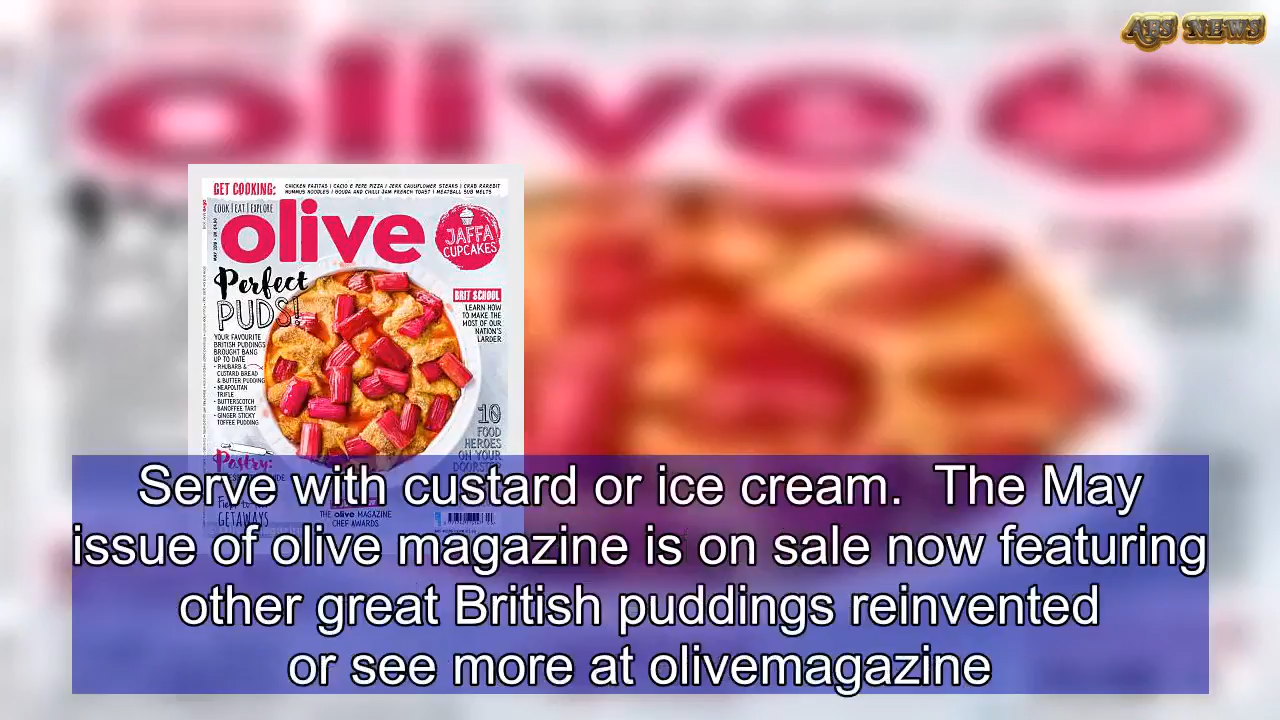 ABS NEWS
olive
GET COOKING: CHICKEN FAJITAS | CACIO E PEPE PIZZA | JERK CAULIFLOWER STEAKS | CRAB RAREBIT
HUMMUS NOODLES | GOUDA AND CHILLI JAM FRENCH TOAST | MEATBALL SUB MELTS
COOK | EAT | EXPLORE
olive
JAFFA
CUPCAKES
Perfect
PUDS!
BRIT SCHOOL
LEARN HOW
TO MAKE THE
MOST OF OUR
NATION'S
LARDER
YOUR FAVOURITE
BRITISH PUDDINGS
BROUGHT BANG
UP TO DATE
• RHUBARB &
CUSTARD BREAD
& BUTTER PUDDING
• NEAPOLITAN
TRIFLE
• BUTTERSCOTCH
BANOFFEE TART
• GINGER STICKY
TOFFEE PUDDING
10
FOOD
HEROES
ON YOUR
DOORSTEP
Pastry:
GETAWAYS
THE olive MAGAZINE
CHEF AWARDS
Serve with custard or ice cream.  The May
issue of olive magazine is on sale now featuring
other great British puddings reinvented
or see more at olivemagazine